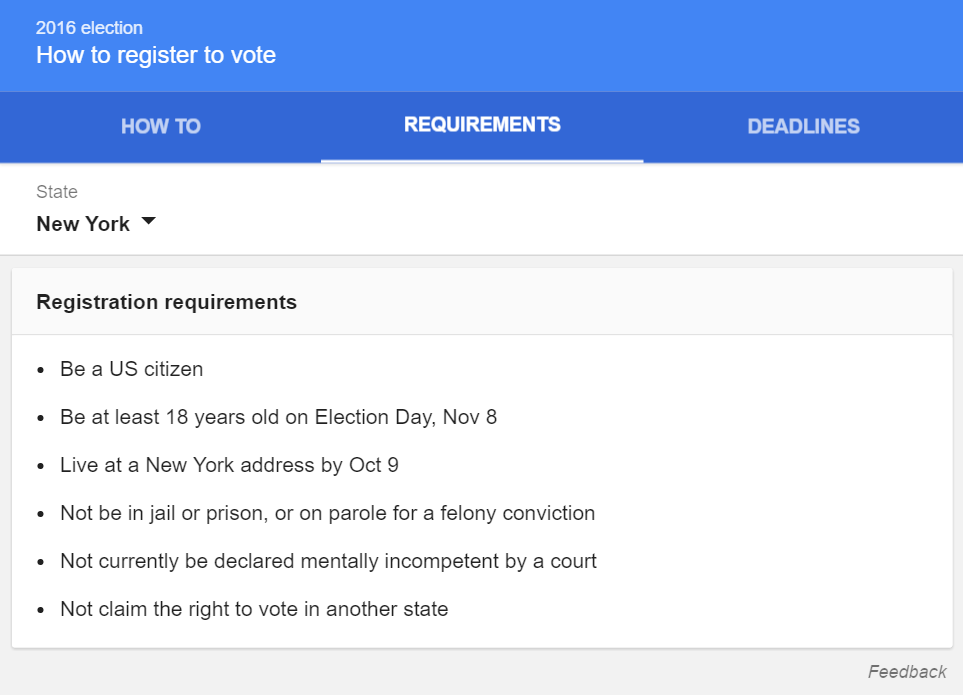 2016 election
How to register to vote
HOW TO
REQUIREMENTS
DEADLINES
State
New York
Registration requirements
• Be a US citizen
• Be at least 18 years old on Election Day, Nov 8
• Live at a New York address by Oct 9
• Not be in jail or prison, or on parole for a felony conviction
• Not currently be declared mentally incompetent by a court
• Not claim the right to vote in another state
Feedback